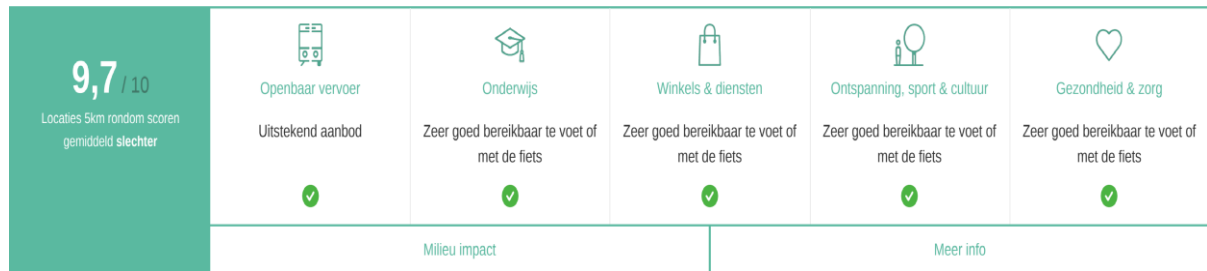 9,7 / 10
Locaties 5km rondom scoren
gemiddeld slechter
Openbaar vervoer
Uitstekend aanbod
Onderwijs
Zeer goed bereikbaar te voet of
met de fiets
Winkels & diensten
Zeer goed bereikbaar te voet of
met de fiets
Ontspanning, sport & cultuur
Zeer goed bereikbaar te voet of
met de fiets
Gezondheid & zorg
Zeer goed bereikbaar te voet of
met de fiets
Milieu impact
Meer info